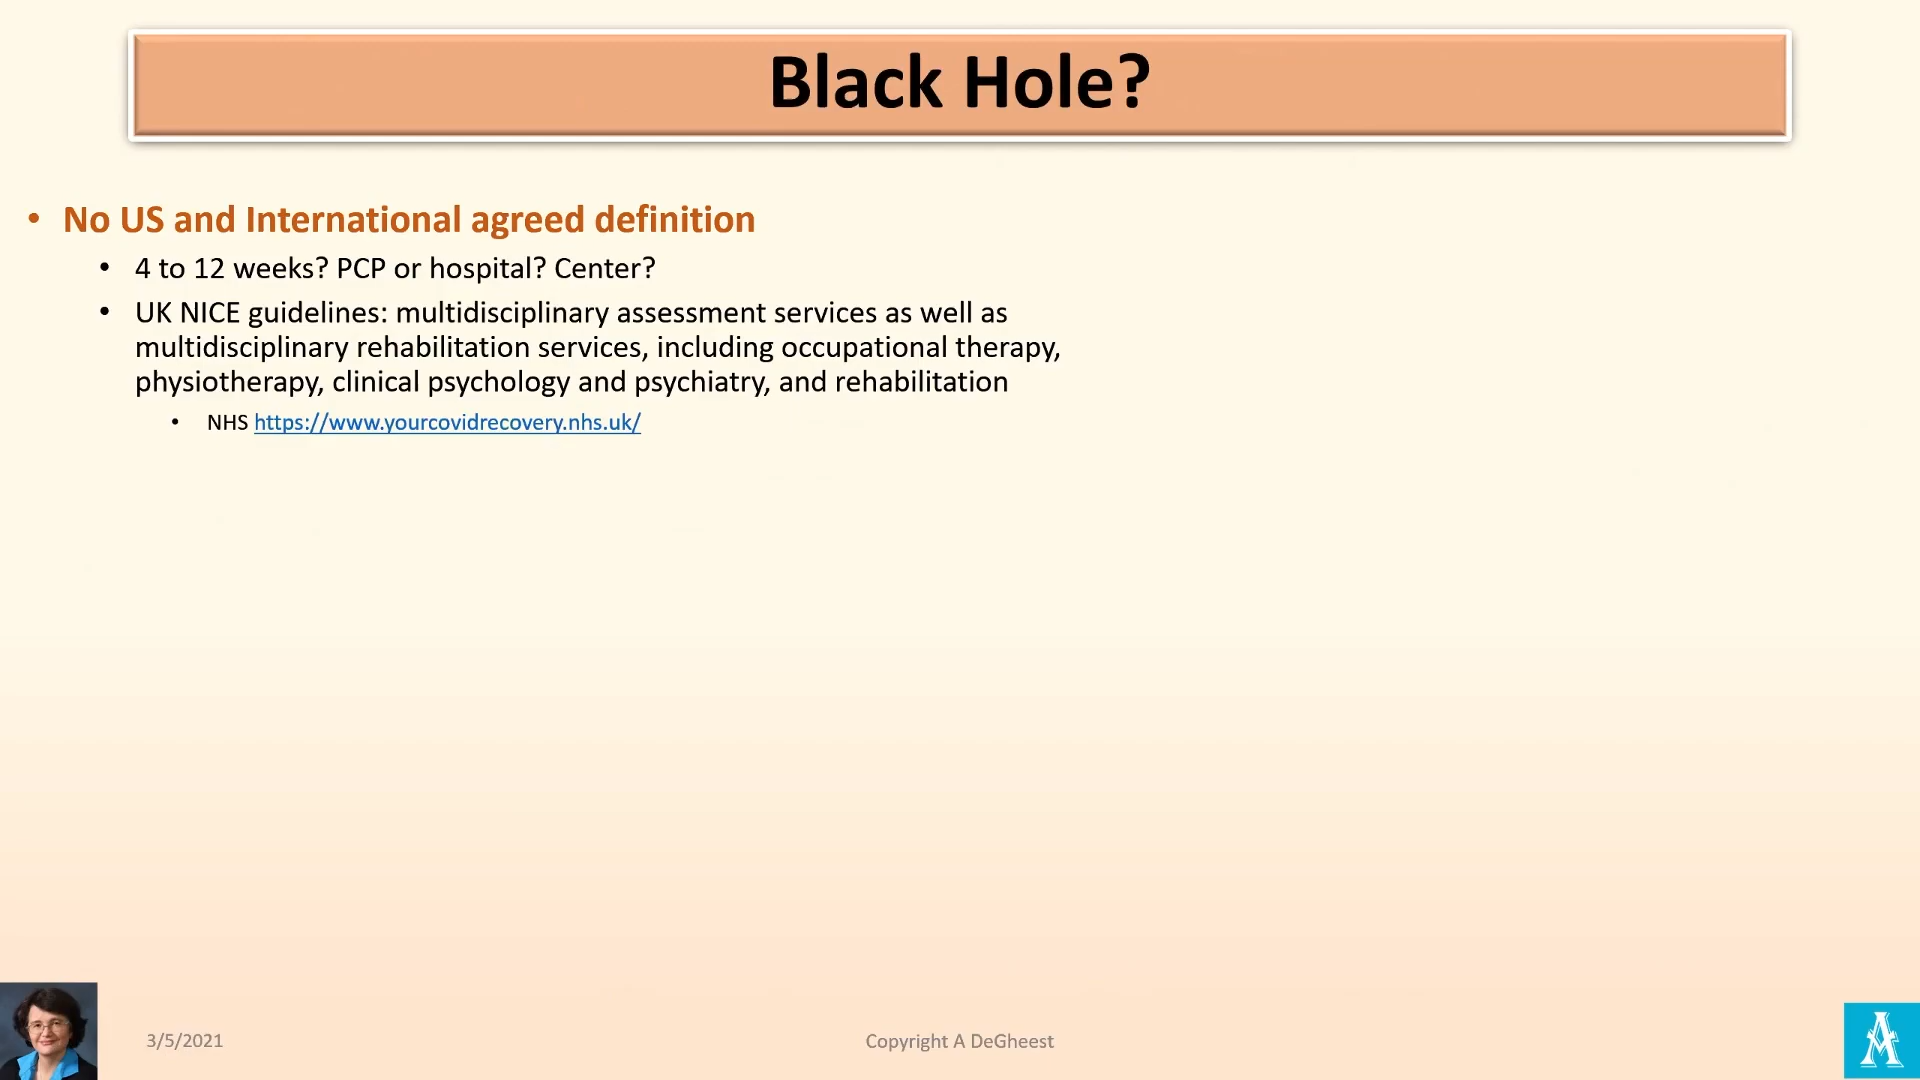 Black Hole?
• No US and International agreed definition
• 4 to 12 weeks? PCP or hospital? Center?
• UK NICE guidelines: multidisciplinary assessment services as well as
multidisciplinary rehabilitation services, including occupational therapy,
physiotherapy, clinical psychology and psychiatry, and rehabilitation
• NHS https://www.yourcovidrecovery.nhs.uk/
3/5/2021
Copyright A DeGheest
A